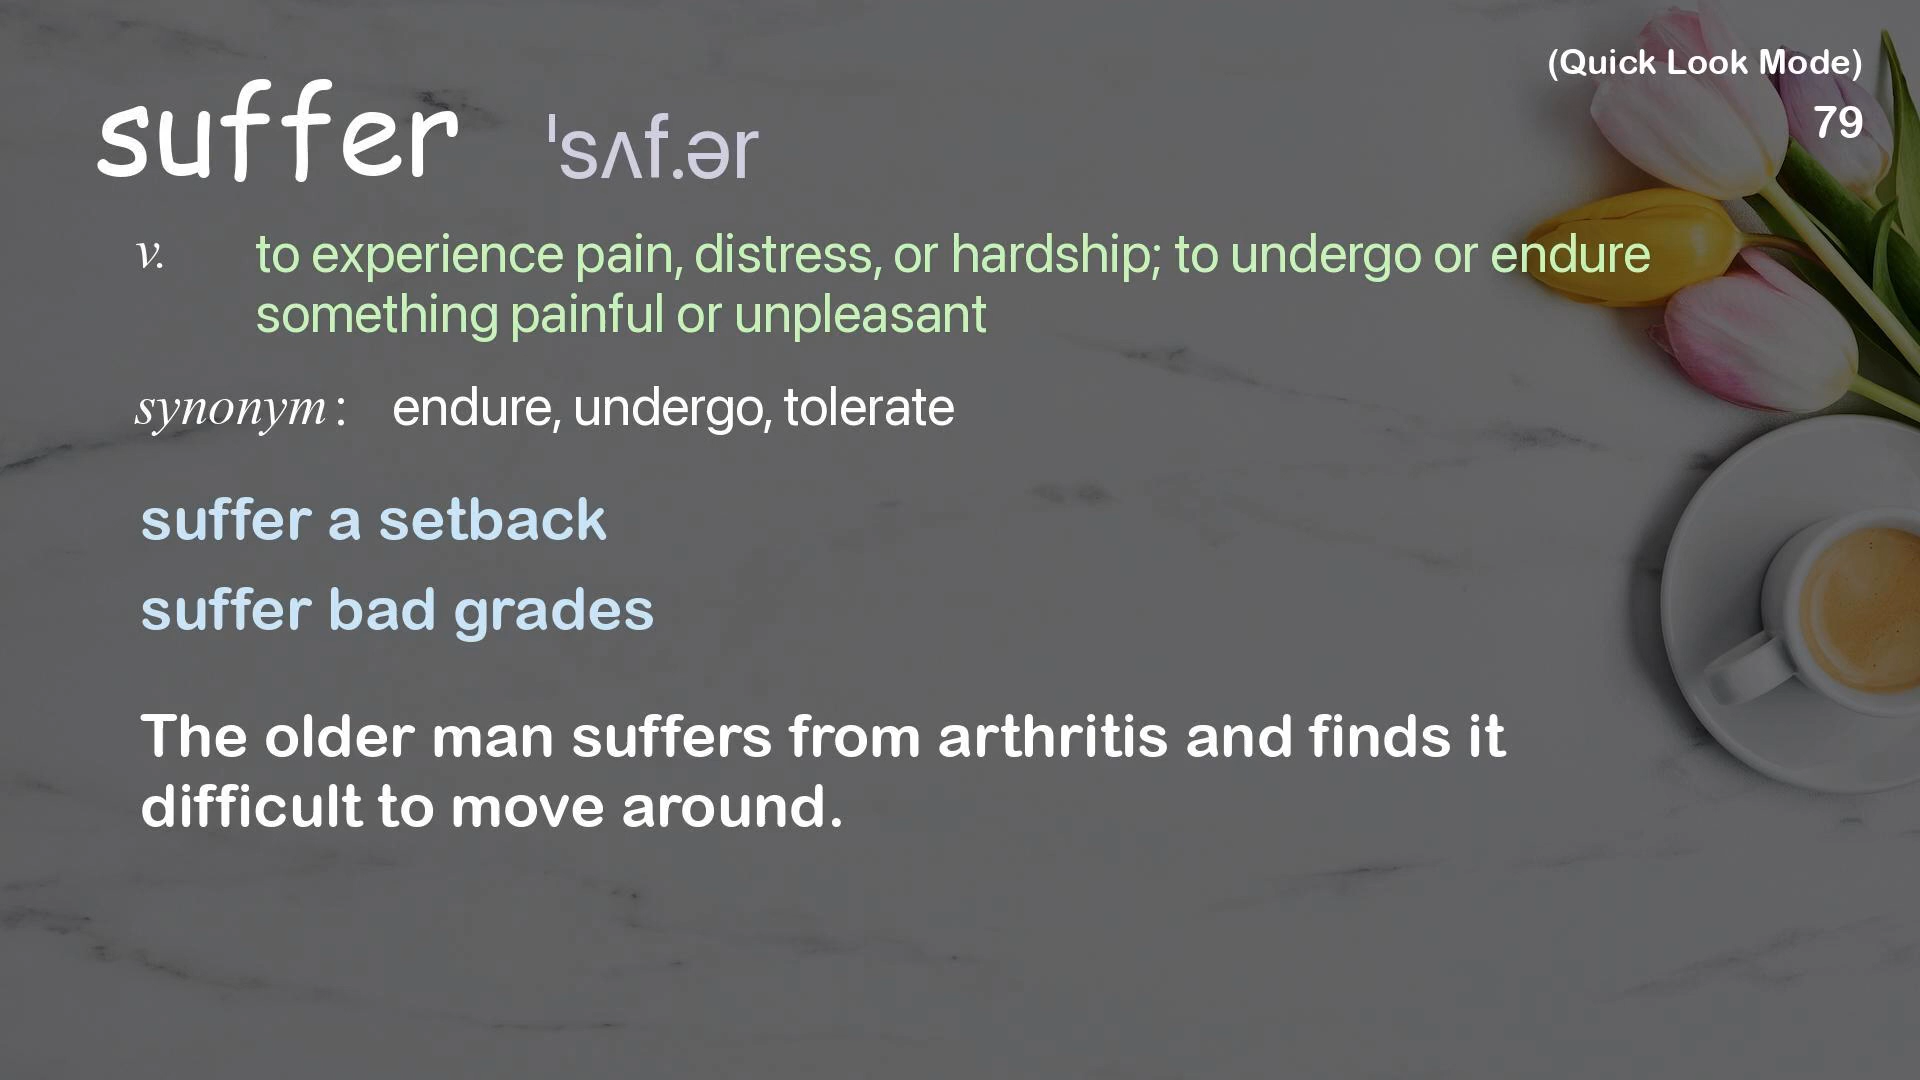 (Quick Look Mode)
79
suffer ˈsʌf.ər
v. to experience pain, distress, or hardship; to undergo or endure
something painful or unpleasant
synonym: endure, undergo, tolerate
suffer a setback
suffer bad grades
The older man suffers from arthritis and finds it
difficult to move around.